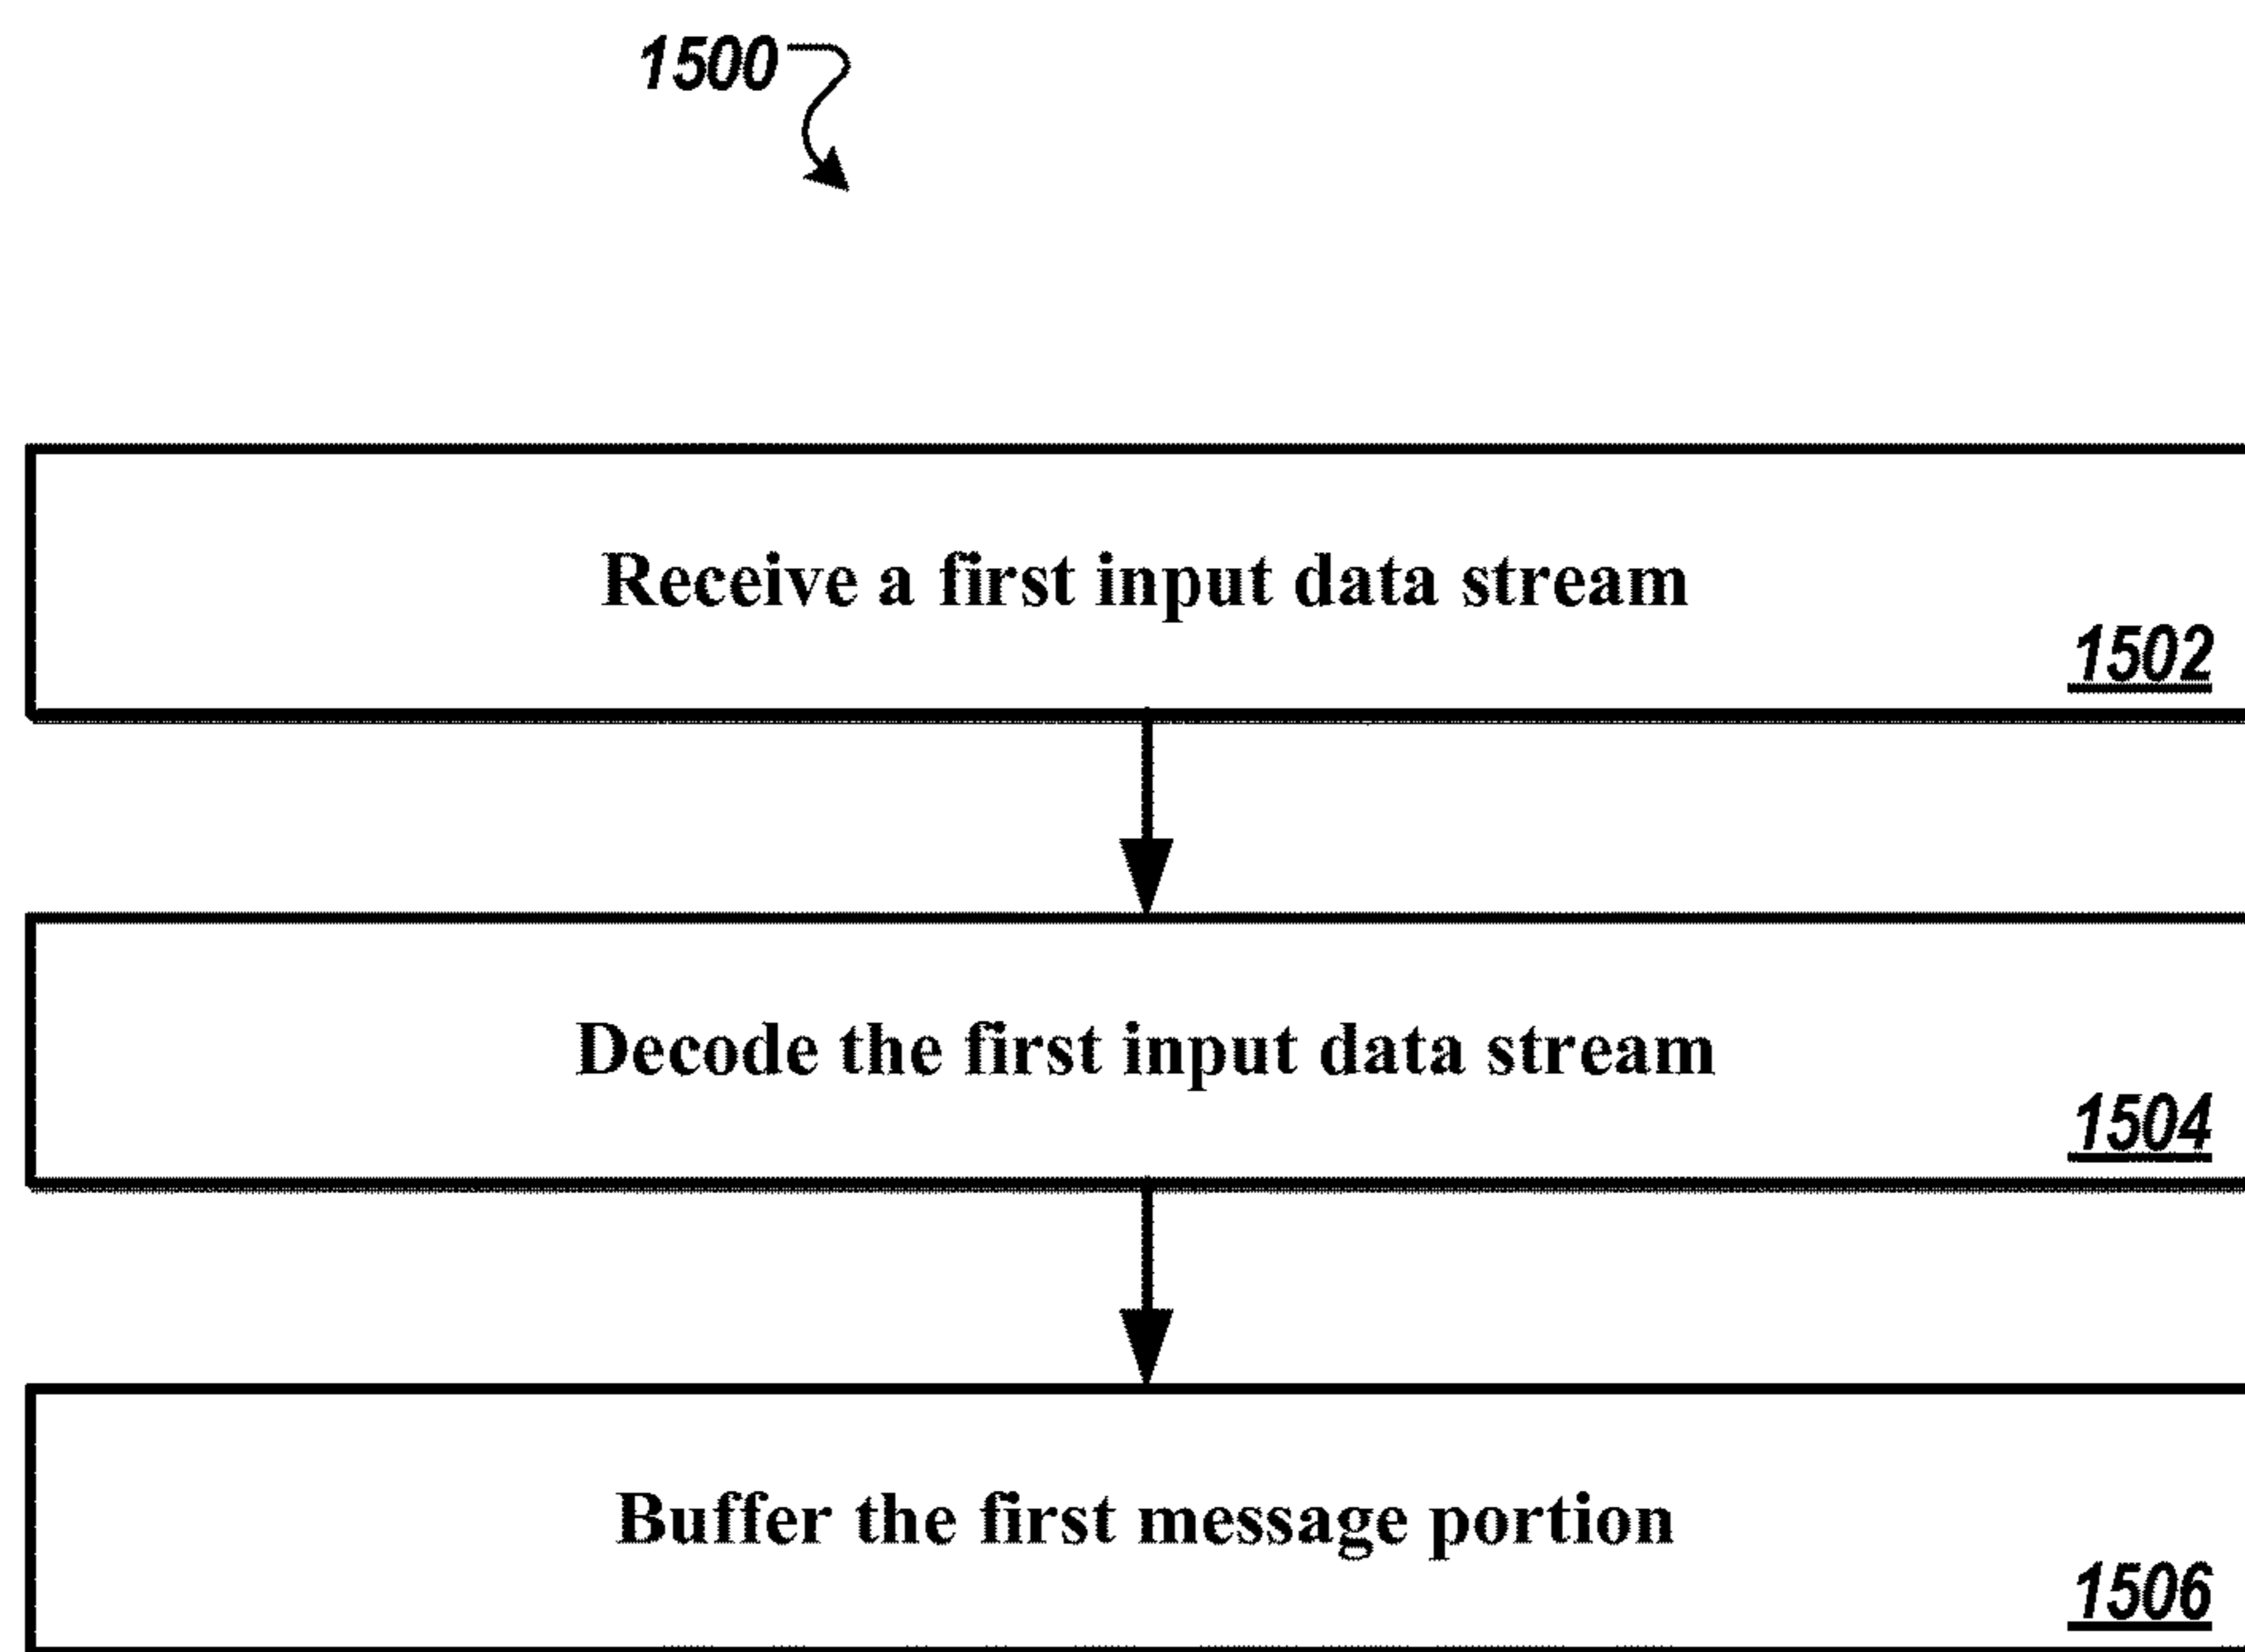 1500
Receive a first input data stream
1502
Decode the first input data stream
1504
Buffer the first message portion
1506